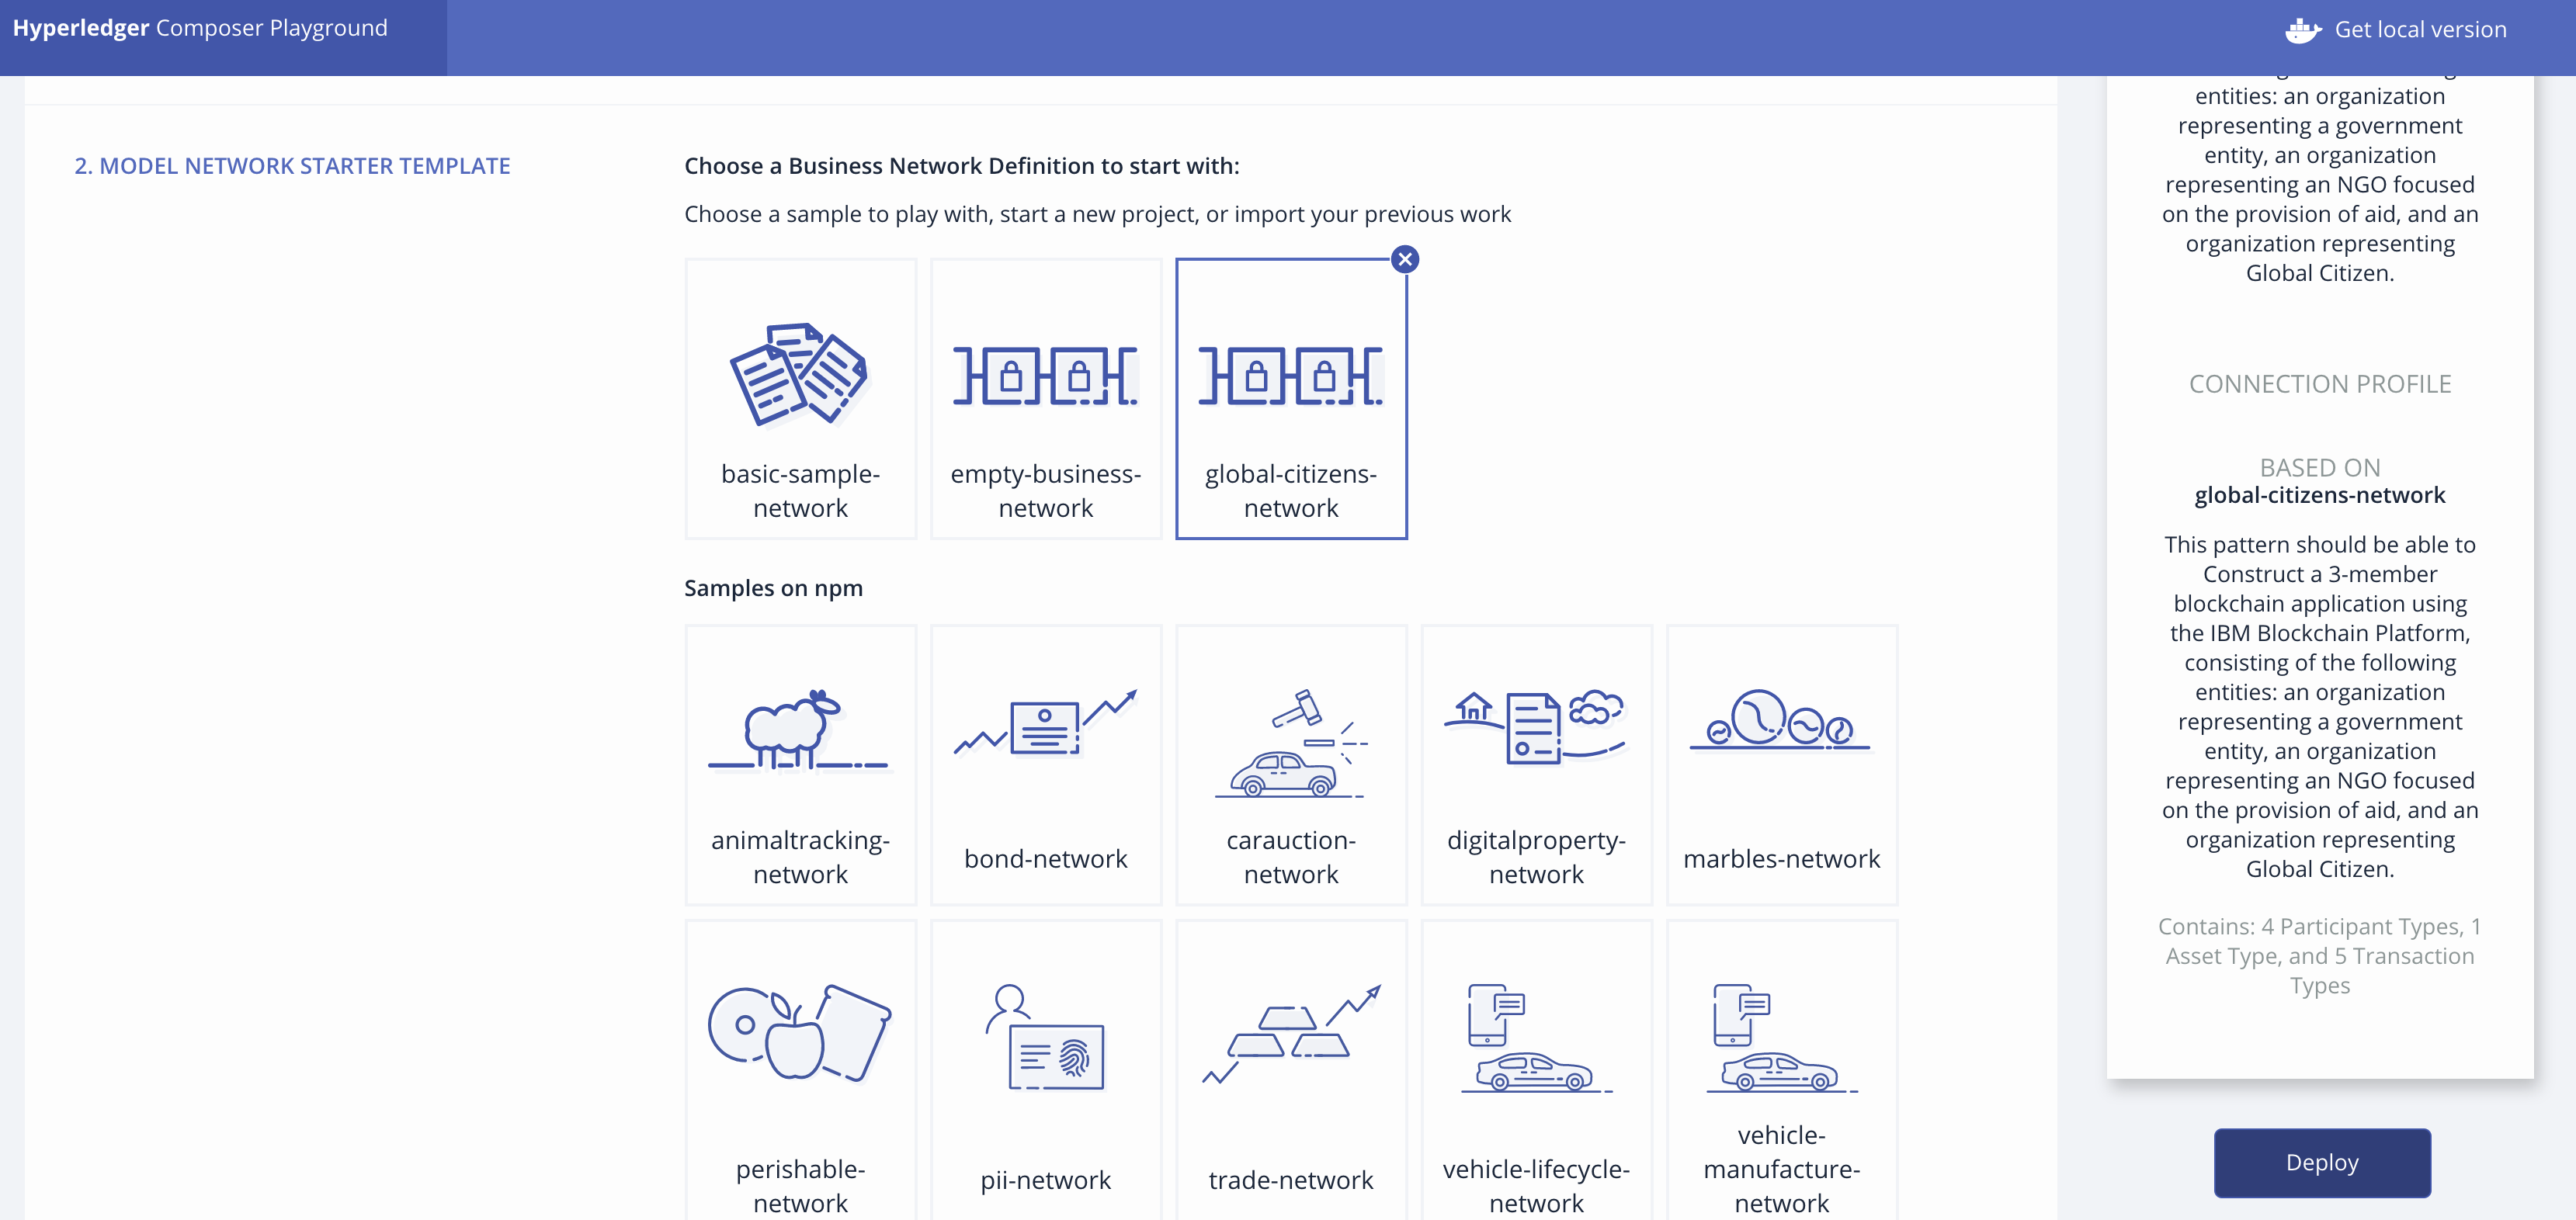 Hyperledger Composer Playground
Get local version
2. MODEL NETWORK STARTER TEMPLATE
Choose a Business Network Definition to start with:
Choose a sample to play with, start a new project, or import your previous work
basic-sample-
network
empty-business-
network
global-citizens-
network
Samples on npm
animaltracking-
network
bond-network
carauction-
network
digitalproperty-
network
marbles-network
perishable-
network
pii-network
trade-network
vehicle-lifecycle-
network
vehicle-
manufacture-
network
entities: an organization
representing a government
entity, an organization
representing an NGO focused
on the provision of aid, and an
organization representing
Global Citizen.
CONNECTION PROFILE
BASED ON
global-citizens-network
This pattern should be able to
Construct a 3-member
blockchain application using
the IBM Blockchain Platform,
consisting of the following
entities: an organization
representing a government
entity, an organization
representing an NGO focused
on the provision of aid, and an
organization representing
Global Citizen.
Contains: 4 Participant Types, 1
Asset Type, and 5 Transaction
Types
Deploy